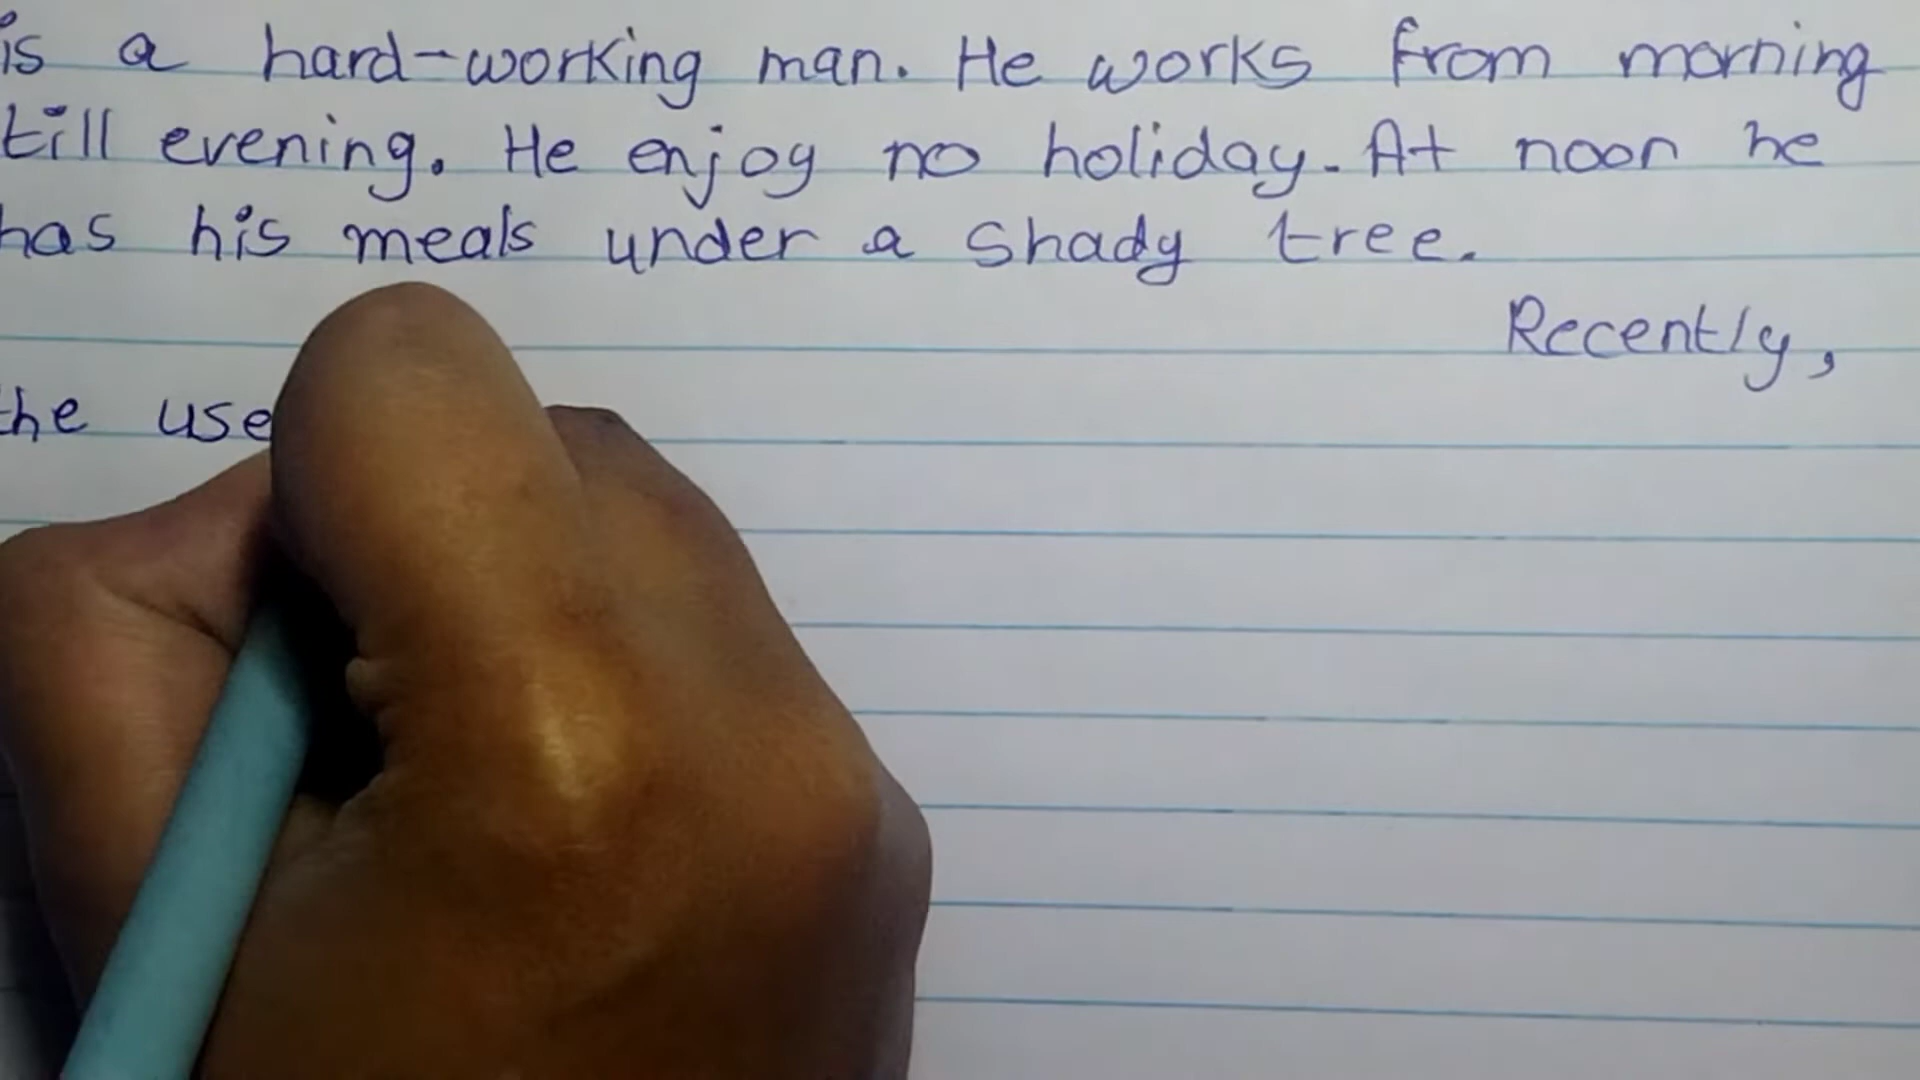 is a hard-working man. He works from morning
till evening. He enjoy no holiday. At noon he
has his meals under a shady tree.
Recently,
the use